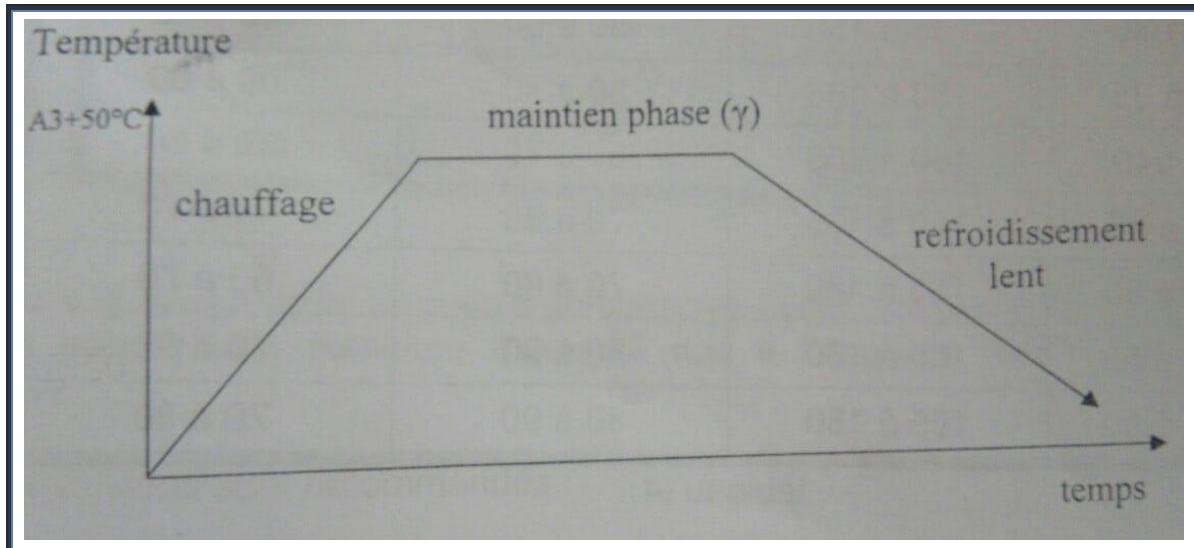 Température
A3+50°C
maintien phase (γ)
chauffage
refroidissement
lent
temps